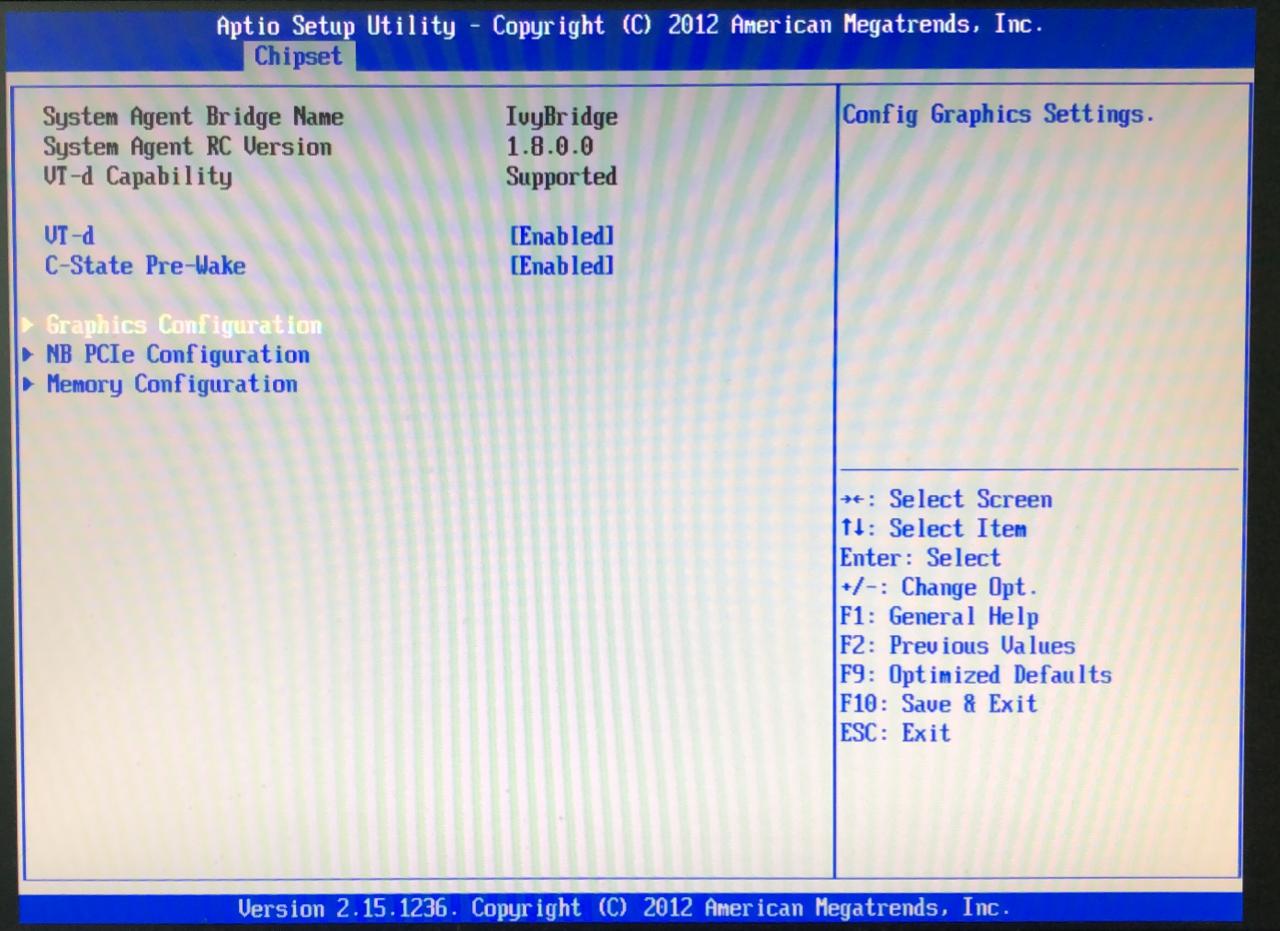 Aptio Setup Utility - Copyright (C) 2012 American Megatrends, Inc.
Chipset
System Agent Bridge Name IvyBridge
System Agent RC Version 1.8.0.0
VT-d Capability Supported
VT-d [Enabled]
C-State Pre-Wake [Enabled]
▶ Graphics Configuration
▶ NB PCIe Configuration
▶ Memory Configuration
Config Graphics Settings.
→←: Select Screen
↑↓: Select Item
Enter: Select
+/-: Change Opt.
F1: General Help
F2: Previous Values
F9: Optimized Defaults
F10: Save & Exit
ESC: Exit
Version 2.15.1236. Copyright (C) 2012 American Megatrends, Inc.